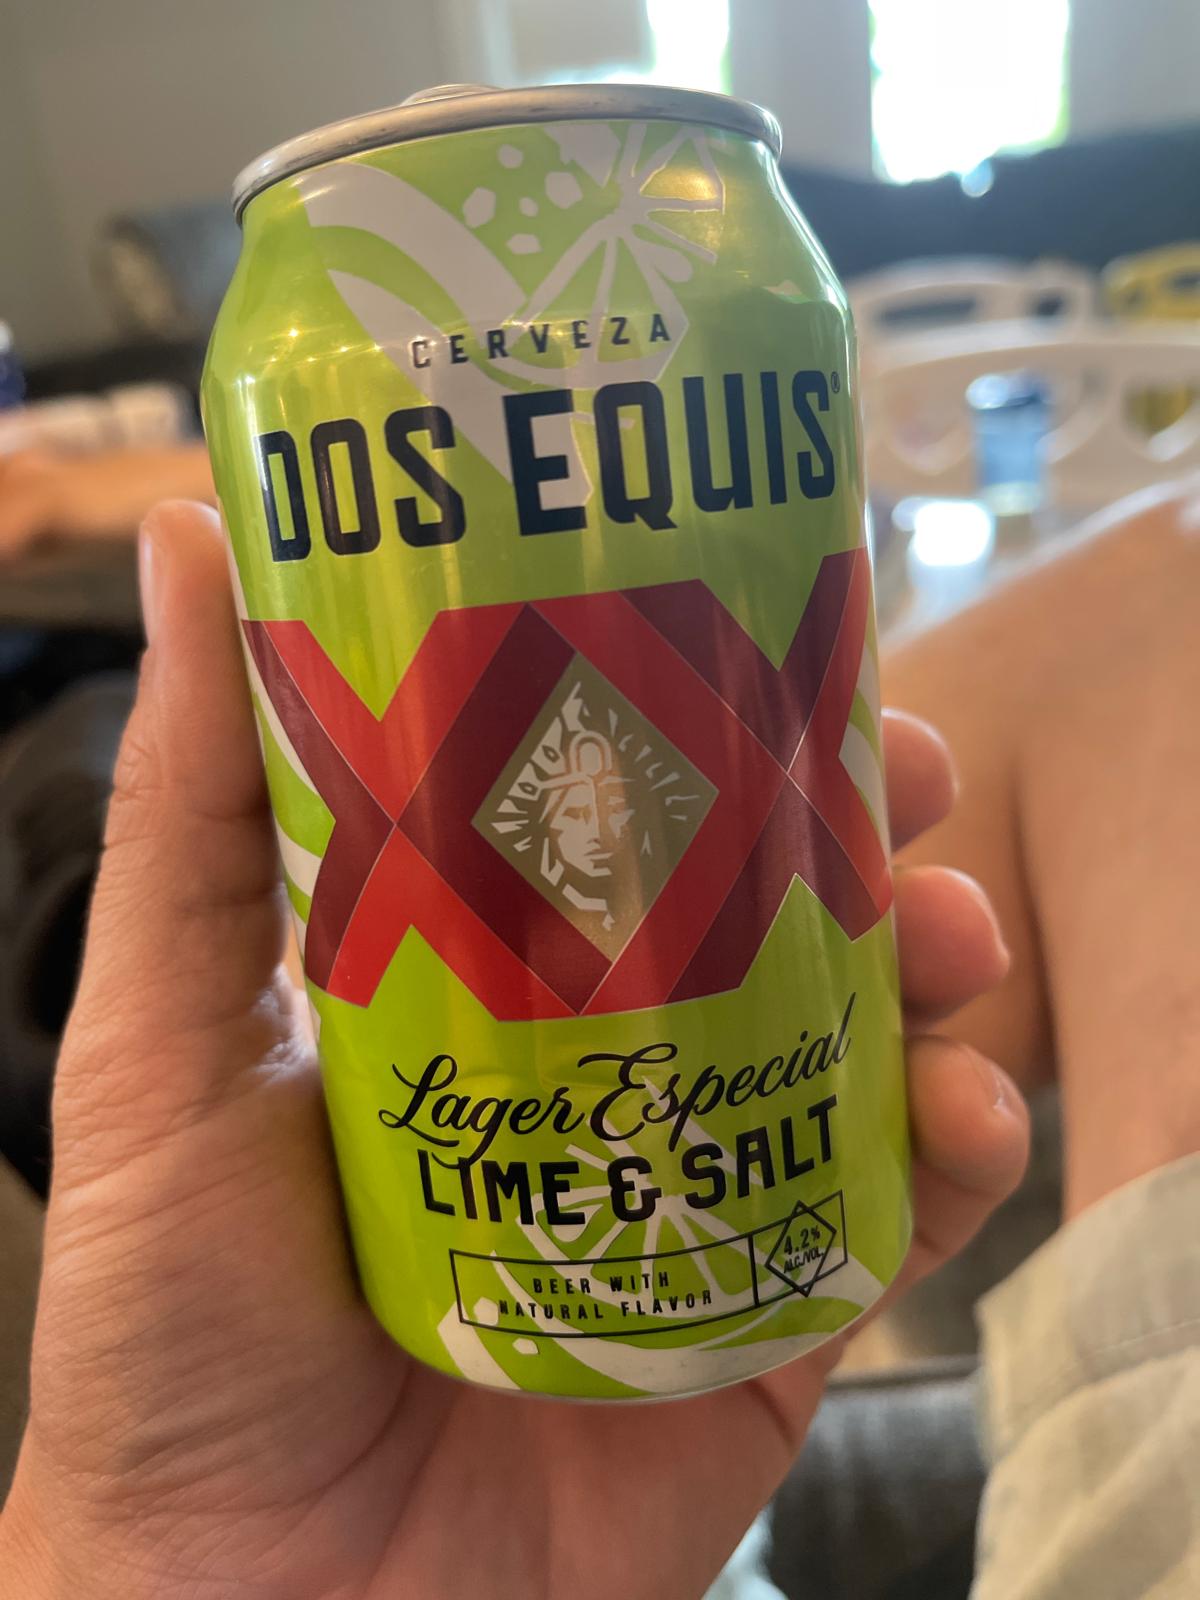 CERVEZA
DOS EQUIS®
XX
Lager Especial
LIME & SALT
BEER WITH
NATURAL FLAVOR
4.2%
ALC./VOL.